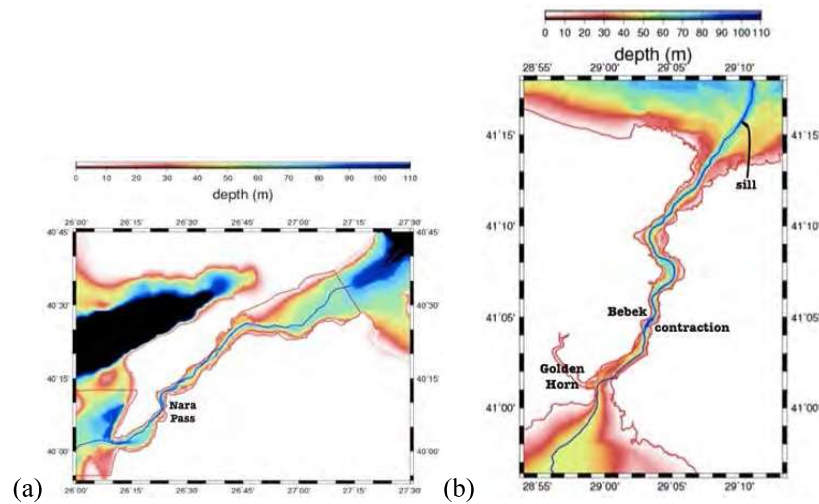 0 10 20 30 40 50 60 70 80 90 100 110
depth (m)
26˚00' 26˚15' 26˚30' 26˚45' 27˚00' 27˚15' 27˚30'
40˚45' 40˚45'
40˚30' 40˚30'
40˚15' 40˚15'
Nara
Pass
40˚00' 40˚00'
26˚00' 26˚15' 26˚30' 26˚45' 27˚00' 27˚15' 27˚30'
(a)
0 10 20 30 40 50 60 70 80 90 100 110
depth (m)
28˚55' 29˚00' 29˚05' 29˚10'
41˚15' 41˚15'
sill
41˚10' 41˚10'
Bebek
contraction
41˚05' 41˚05'
Golden
Horn
41˚00' 41˚00'
28˚55' 29˚00' 29˚05' 29˚10'
(b)